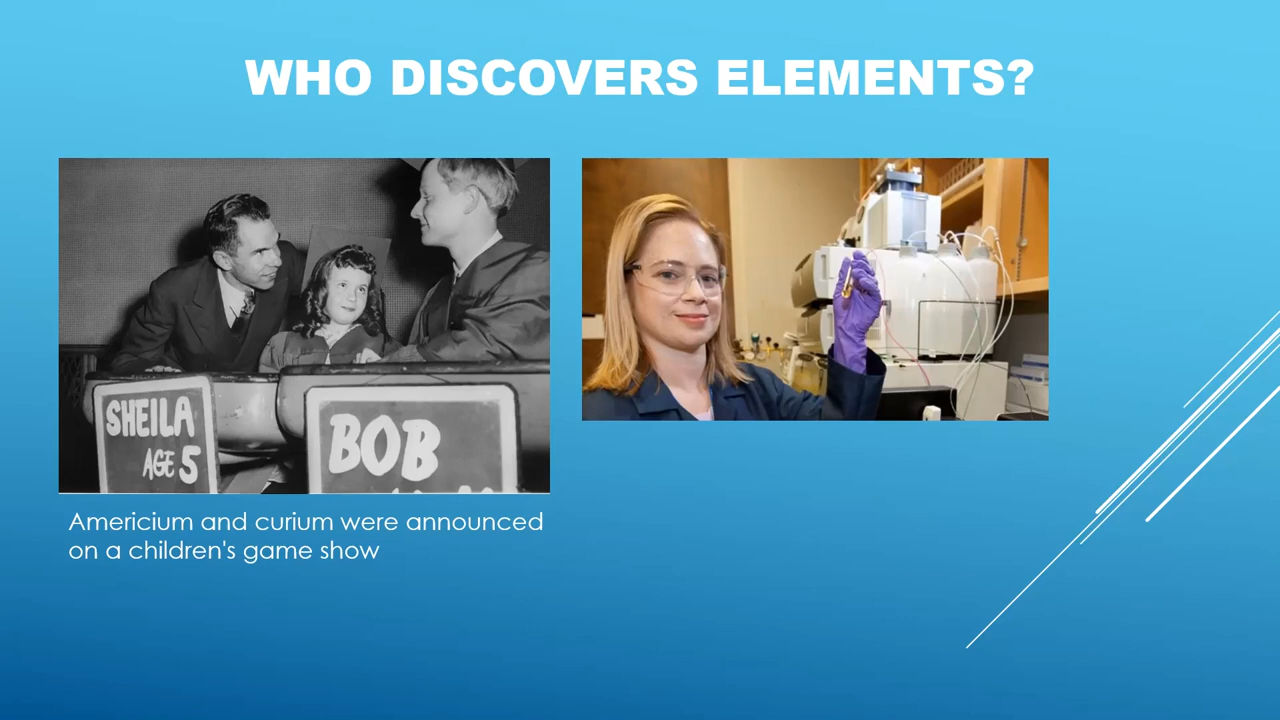 WHO DISCOVERS ELEMENTS?
SHEILA
AGE 5
BOB
Americium and curium were announced
on a children's game show